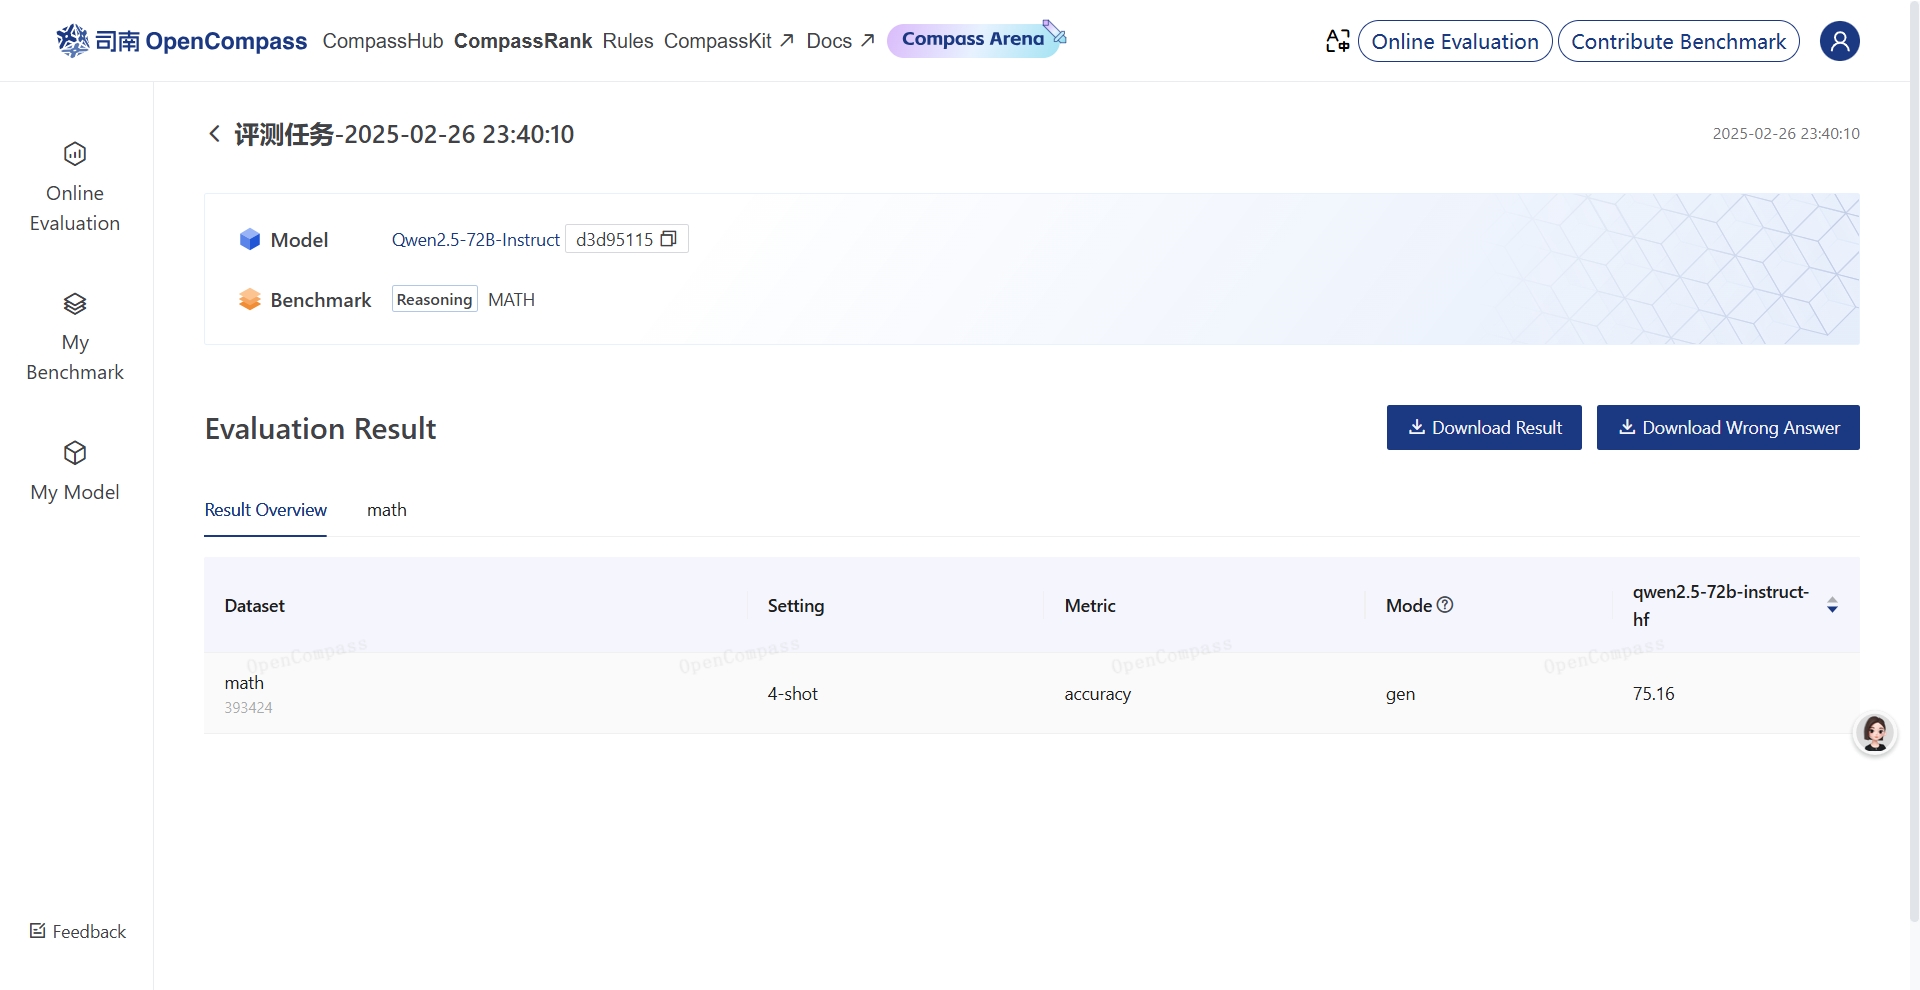 司南 OpenCompass CompassHub CompassRank Rules CompassKit Docs Compass Arena Online Evaluation Contribute Benchmark
Online
Evaluation
My
Benchmark
My Model
Feedback
评测任务-2025-02-26 23:40:10
2025-02-26 23:40:10
Model Qwen2.5-72B-Instruct d3d95115
Benchmark Reasoning MATH
Evaluation Result
Download Result Download Wrong Answer
Result Overview math
Dataset Setting Metric Mode qwen2.5-72b-instruct-
hf
OpenCompass OpenCompass OpenCompass OpenCompass
math 4-shot accuracy gen 75.16
393424